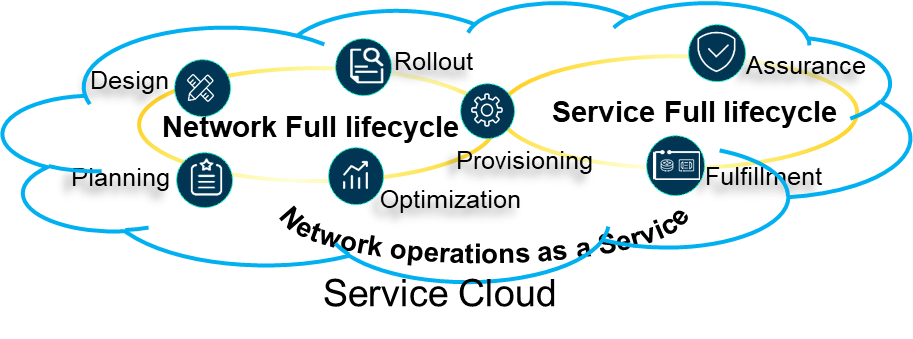 Rollout
Design
Assurance
Network Full lifecycle
Service Full lifecycle
Provisioning
Planning
Fulfillment
Optimization
Network operations as a Service
Service Cloud